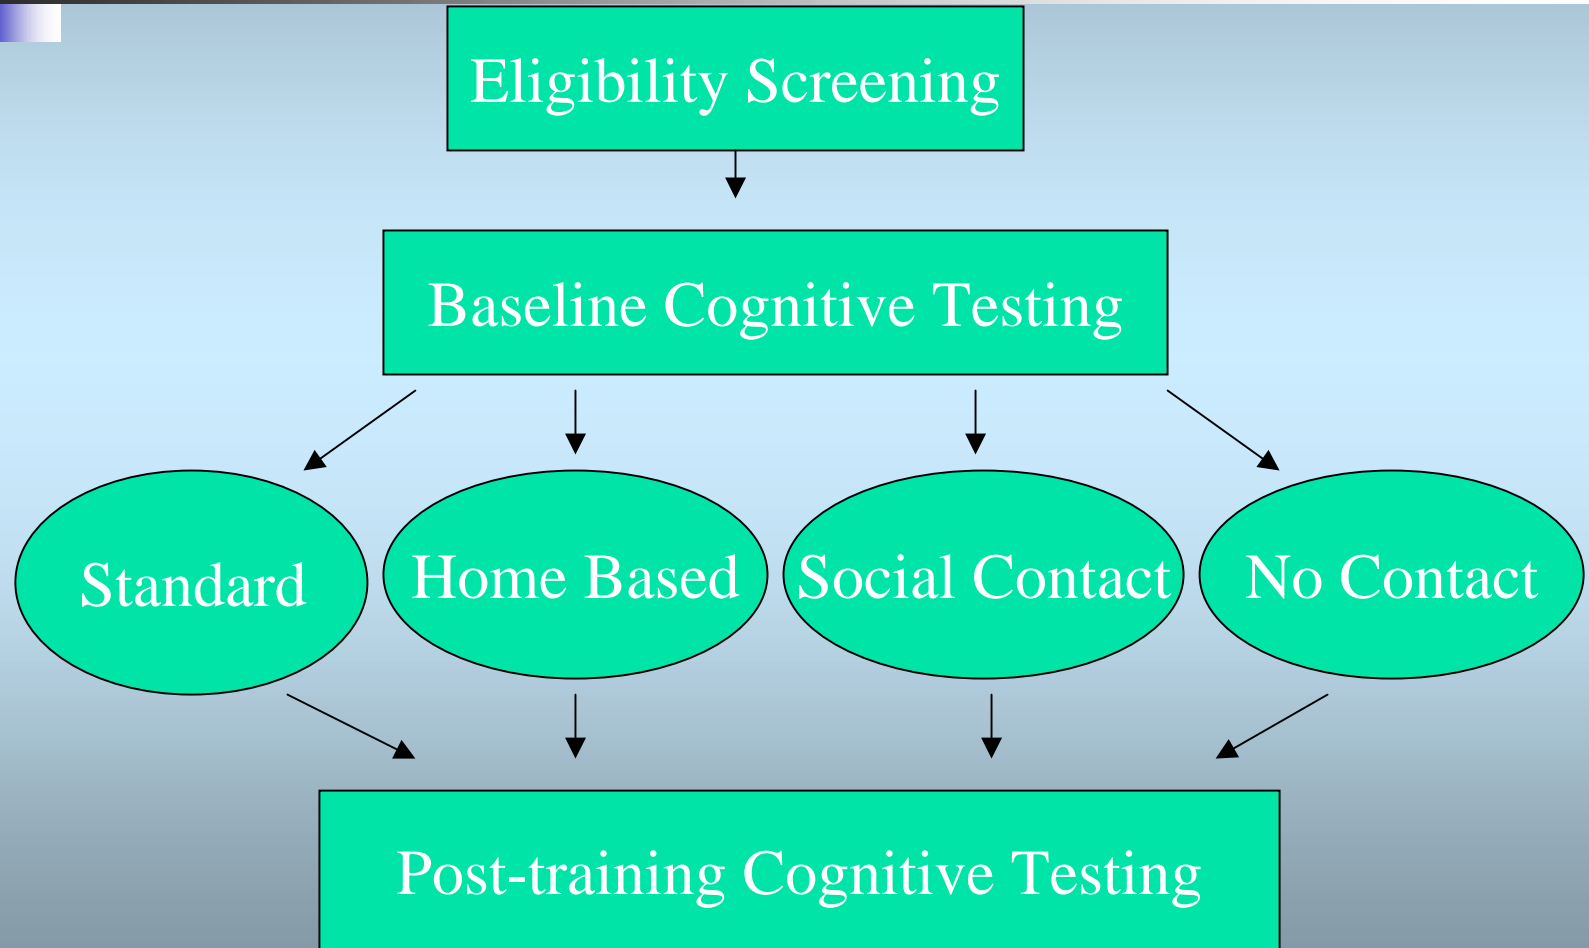 Eligibility Screening
Baseline Cognitive Testing
Standard
Home Based
Social Contact
No Contact
Post-training Cognitive Testing